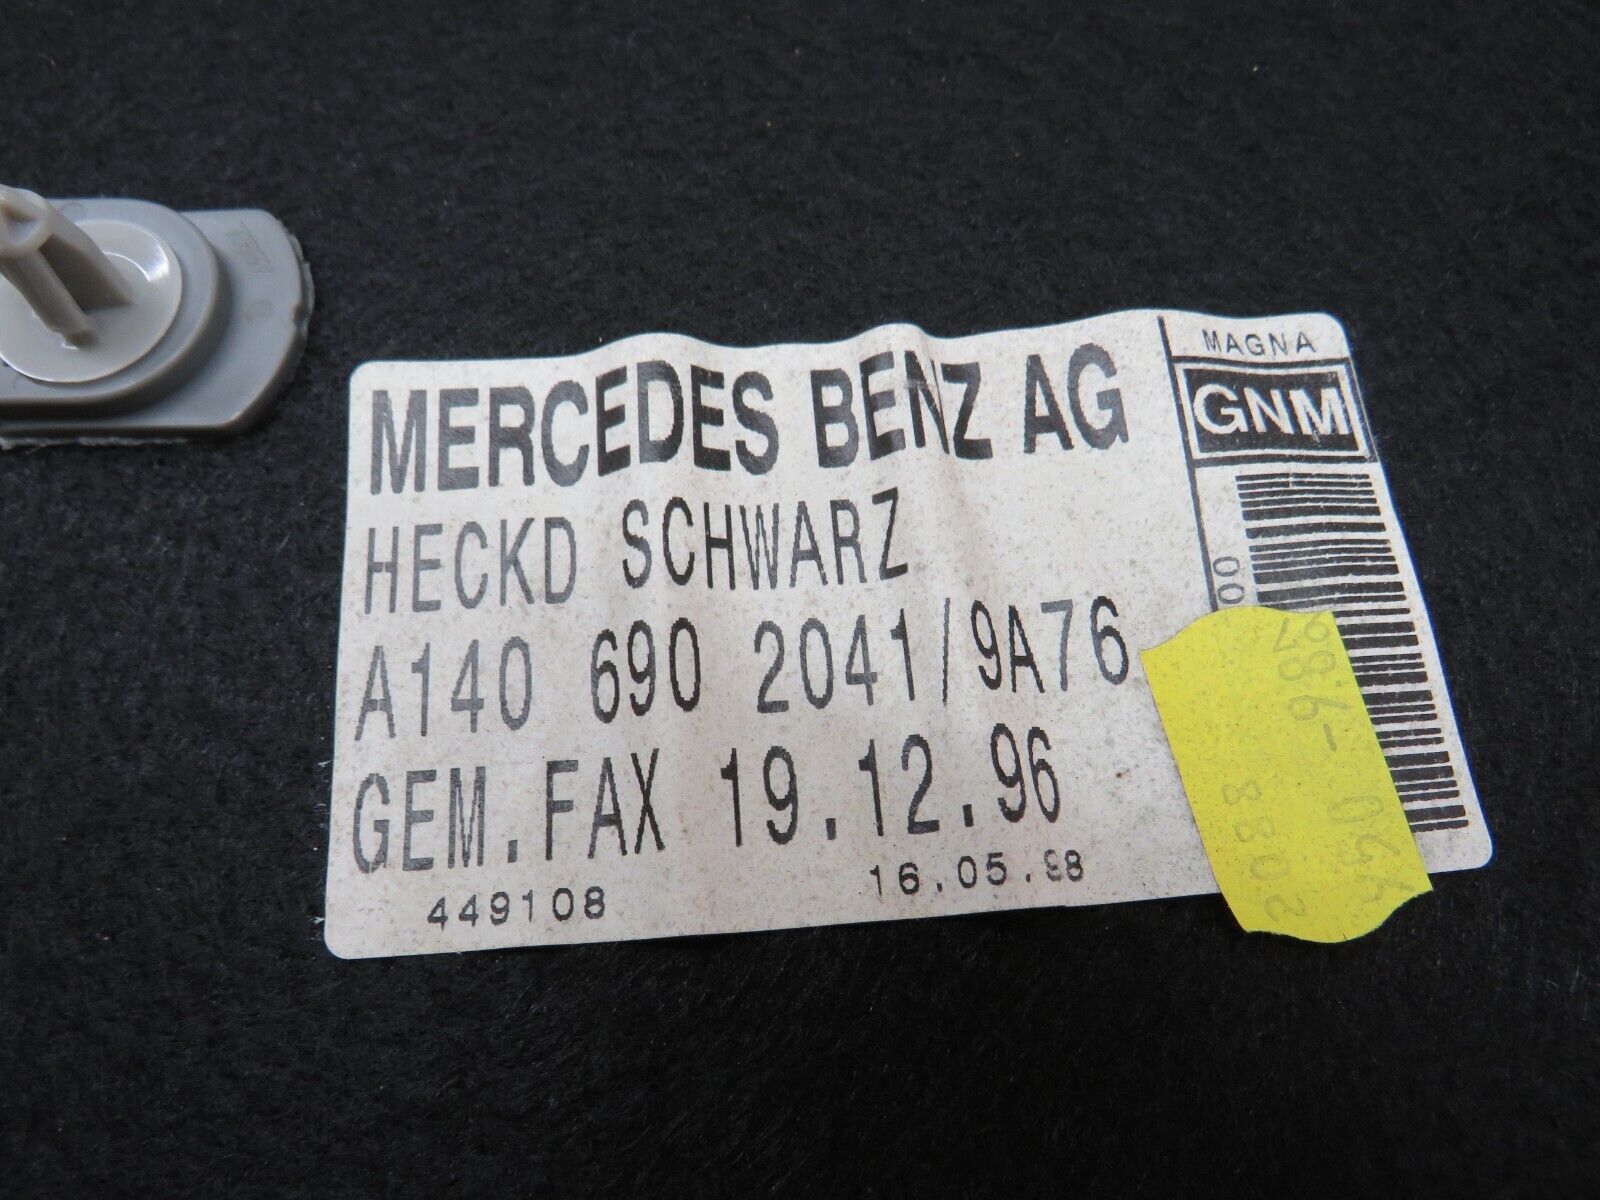 MERCEDES BENZ AG
HECKD SCHWARZ
A140 690 2041/9A76
GEM.FAX 19.12.96
449108
16.05.98
MAGNA
GNM
00